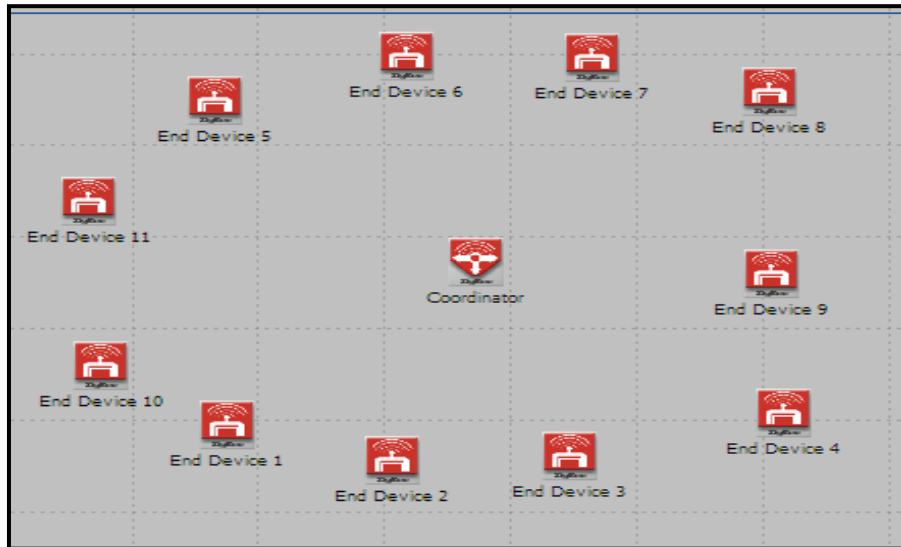 End Device 6
End Device 7
End Device 8
End Device 5
End Device 11
Coordinator
End Device 9
End Device 10
End Device 4
End Device 1
End Device 2
End Device 3